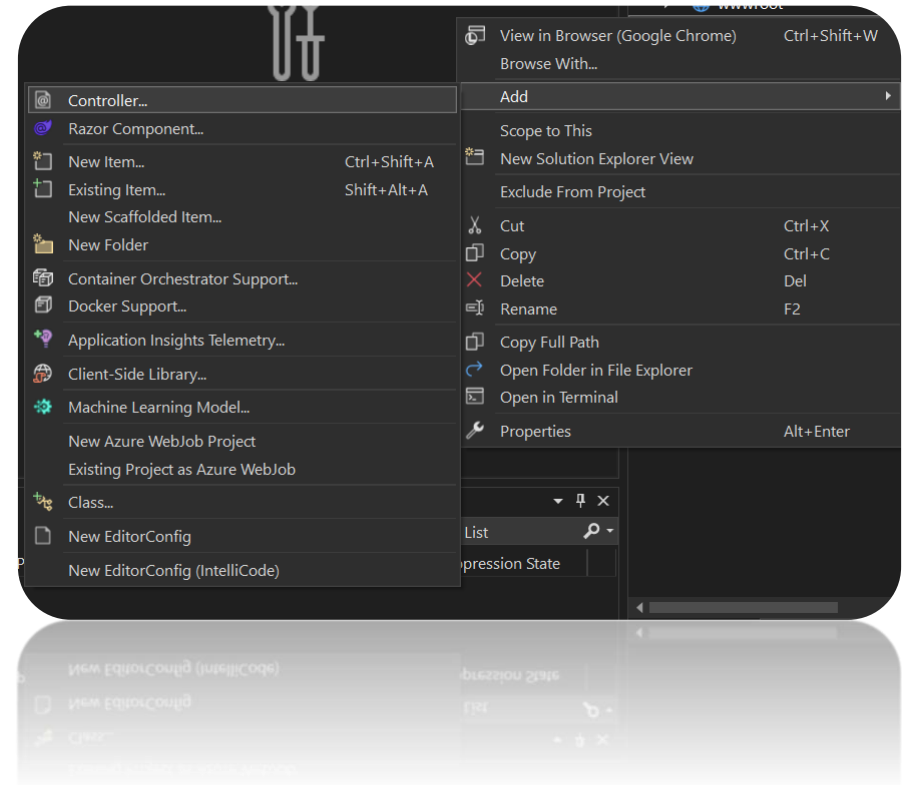 wwwroot
View in Browser (Google Chrome) Ctrl+Shift+W
Browse With...
Add
Scope to This
New Solution Explorer View
Exclude From Project
Cut Ctrl+X
Copy Ctrl+C
Delete Del
Rename F2
Copy Full Path
Open Folder in File Explorer
Open in Terminal
Properties Alt+Enter
Controller...
Razor Component...
New Item... Ctrl+Shift+A
Existing Item... Shift+Alt+A
New Scaffolded Item...
New Folder
Container Orchestrator Support...
Docker Support...
Application Insights Telemetry...
Client-Side Library...
Machine Learning Model...
New Azure WebJob Project
Existing Project as Azure WebJob
Class...
New EditorConfig
New EditorConfig (IntelliCode)
List
pression State